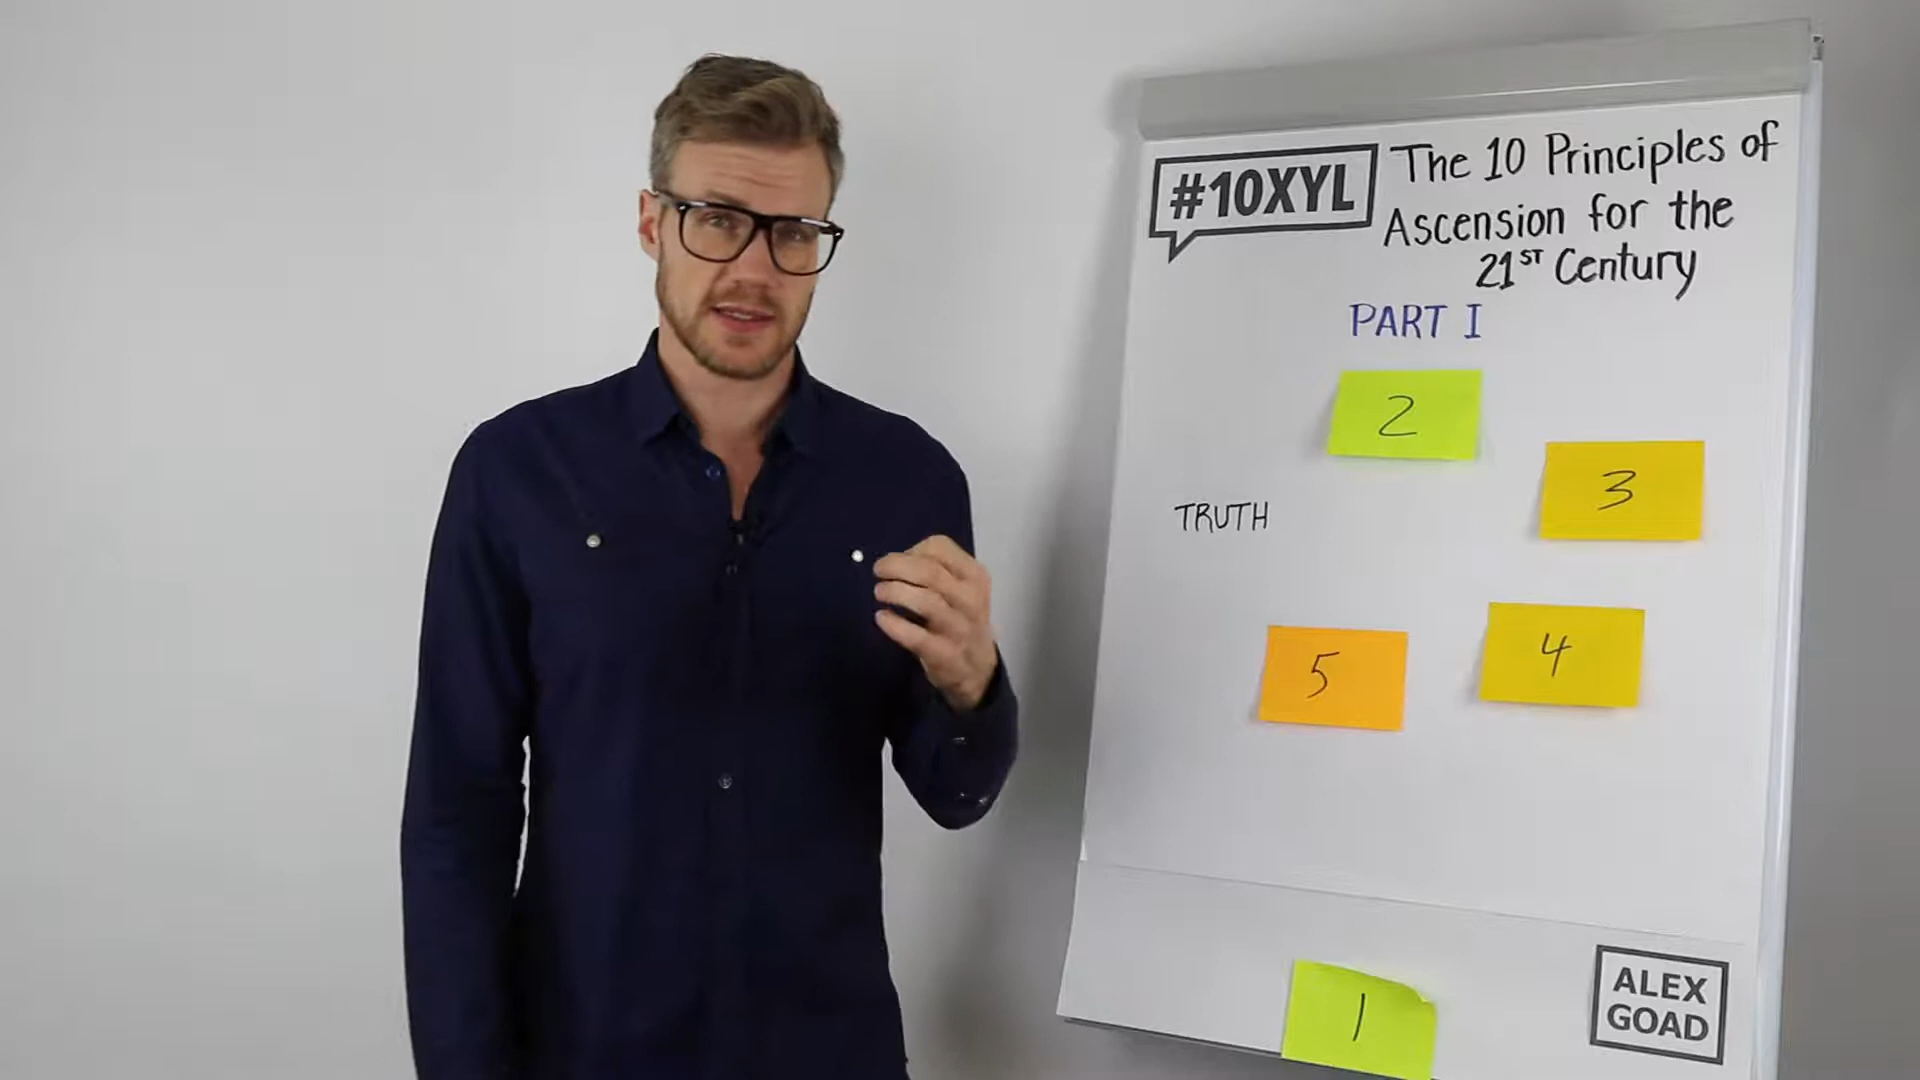 #10XYL
The 10 Principles of
Ascension for the
21ST Century
PART I
2
3
TRUTH
4
5
1
ALEX
GOAD